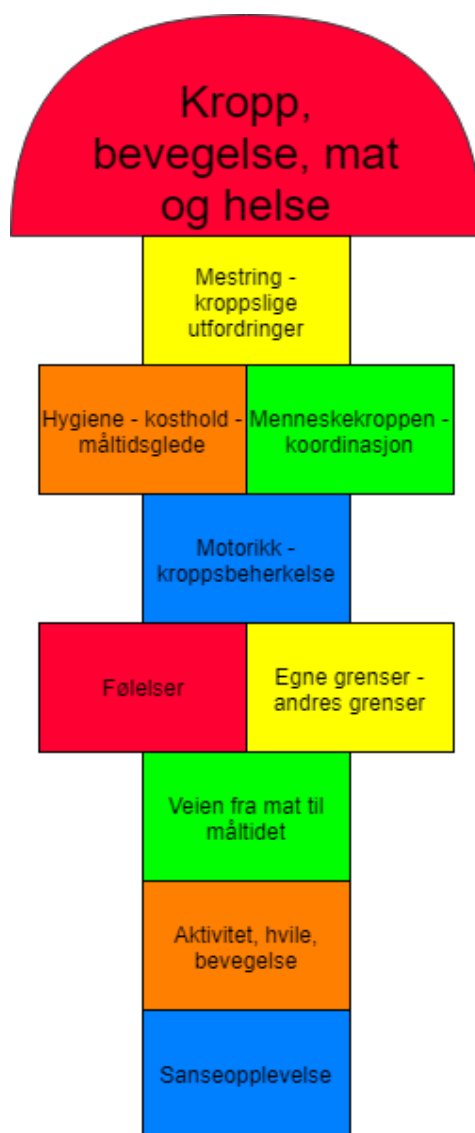 Kropp,
bevegelse, mat
og helse
Mestring -
kroppslige
utfordringer
Hygiene - kosthold -
måltidsglede
Menneskekroppen -
koordinasjon
Motorikk -
kroppsbeherkelse
Følelser
Egne grenser -
andres grenser
Veien fra mat til
måltidet
Aktivitet, hvile,
bevegelse
Sanseopplevelse